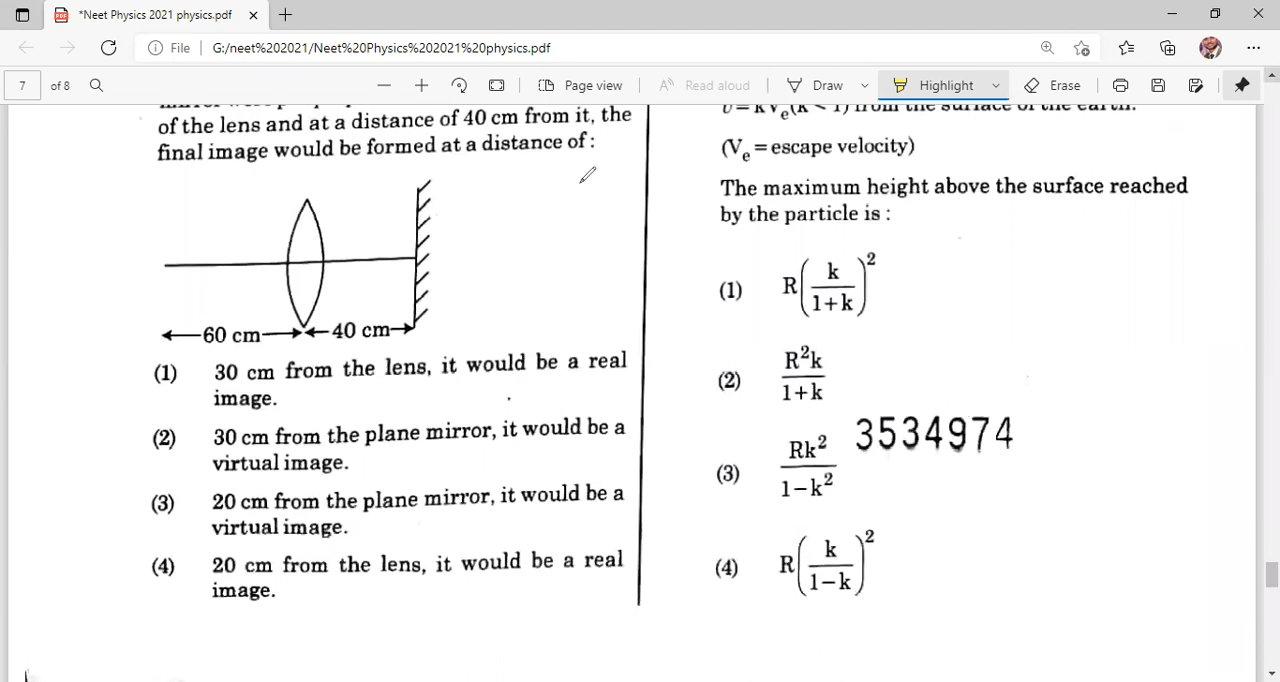 *Neet Physics 2021 physics.pdf
File G:/neet%202021/Neet%20Physics%202021%20physics.pdf
7 of 8 Page view Read aloud Draw Highlight Erase
of the lens and at a distance of 40 cm from it, the
final image would be formed at a distance of :
60 cm 40 cm
(1) 30 cm from the lens, it would be a real
image.
(2) 30 cm from the plane mirror, it would be a
virtual image.
(3) 20 cm from the plane mirror, it would be a
virtual image.
(4) 20 cm from the lens, it would be a real
image.
(Ve = escape velocity)
The maximum height above the surface reached
by the particle is :
(1) R(k/1+k)²
(2) R²k/1+k
(3) Rk²/1−k²
3534974
(4) R(k/1−k)²